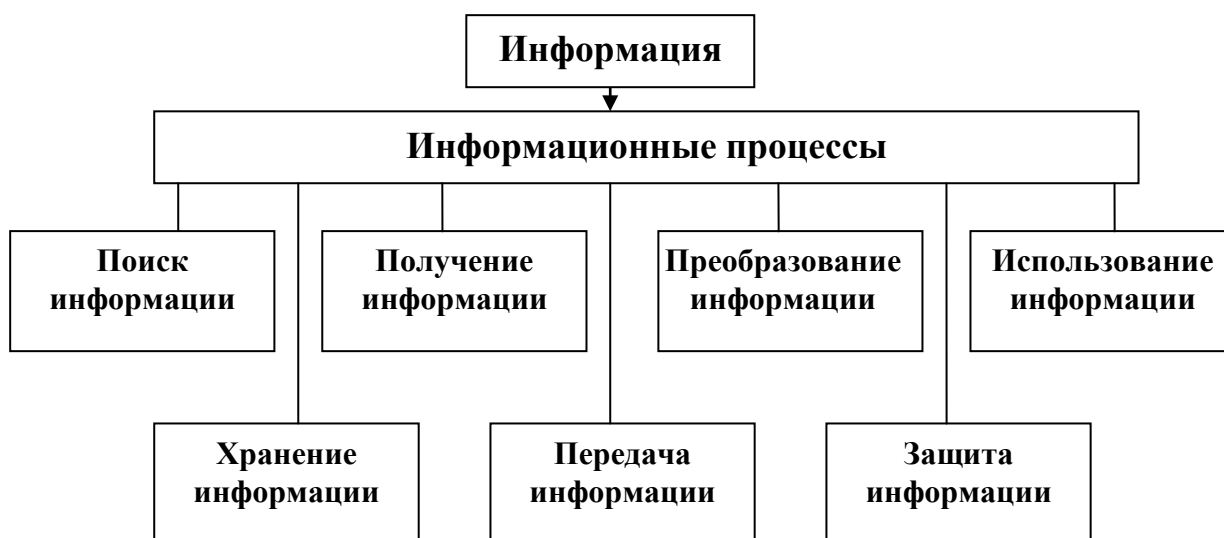 Информация
Информационные процессы
Поиск
информации
Получение
информации
Преобразование
информации
Использование
информации
Хранение
информации
Передача
информации
Защита
информации